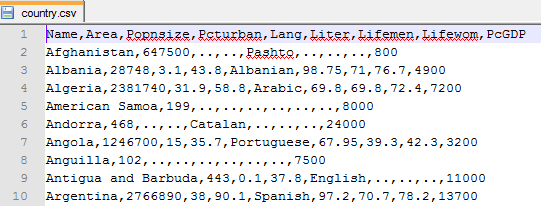 country.csv
1 Name,Area,Popnsize,Pcturban,Lang,Liter,Lifemen,Lifewom,PcGDP
2 Afghanistan,647500,..,..,Pashto,..,..,..,800
3 Albania,28748,3.1,43.8,Albanian,98.75,71,76.7,4900
4 Algeria,2381740,31.9,58.8,Arabic,69.8,69.8,72.4,7200
5 American Samoa,199,..,..,..,..,..,..,8000
6 Andorra,468,..,..,Catalan,..,..,..,24000
7 Angola,1246700,15,35.7,Portuguese,67.95,39.3,42.3,3200
8 Anguilla,102,..,..,..,..,..,..,7500
9 Antigua and Barbuda,443,0.1,37.8,English,..,..,..,11000
10 Argentina,2766890,38,90.1,Spanish,97.2,70.7,78.2,13700